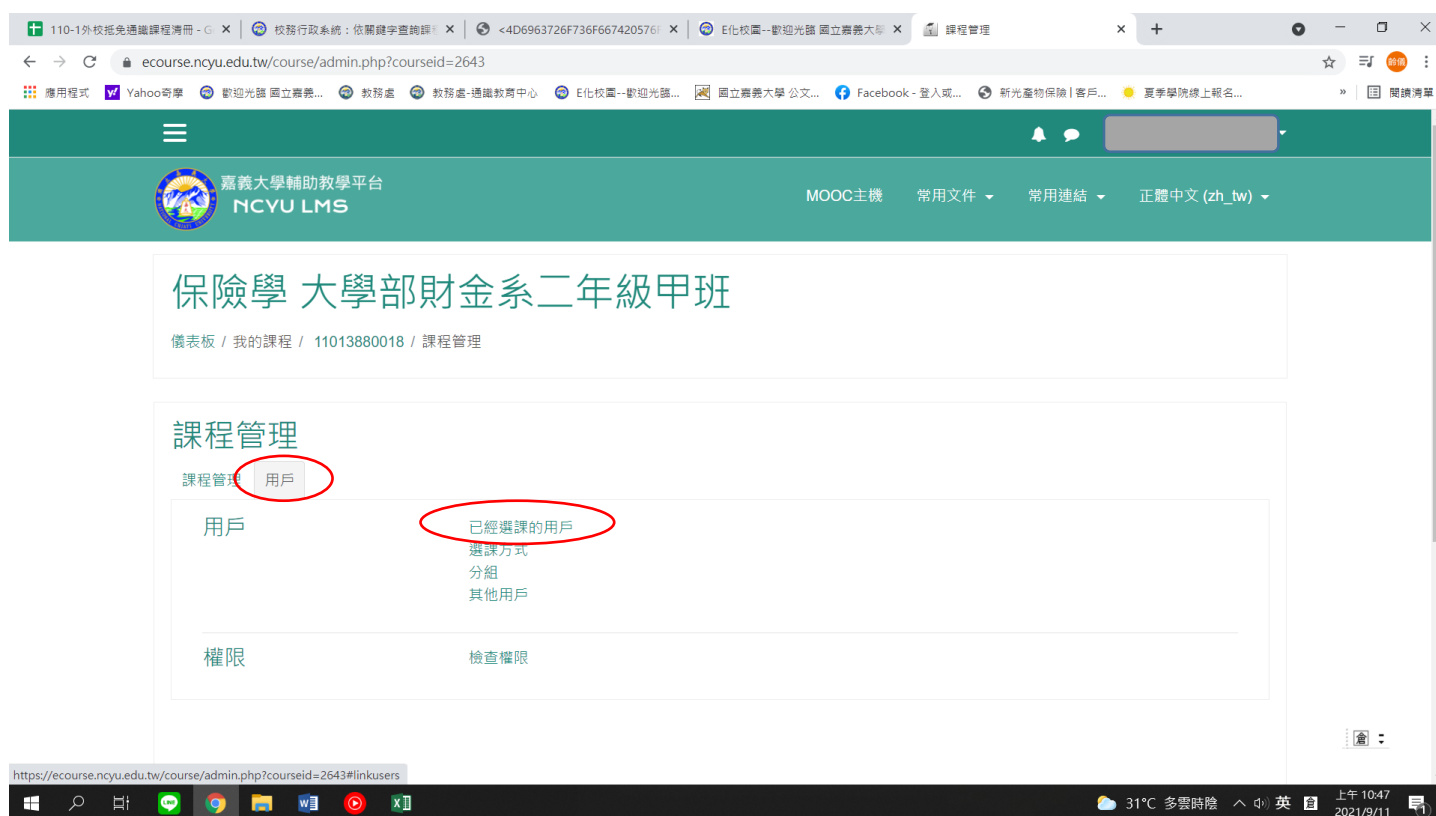 110-1外校抵免通識課程清冊 - G
校務行政系統：依關鍵字查詢課
<4D6963726F736F667420576F
E化校園--歡迎光臨 國立嘉義大學
課程管理
ecourse.ncyu.edu.tw/course/admin.php?courseid=2643
應用程式
Yahoo奇摩
歡迎光臨 國立嘉義...
教務處
教務處-通識教育中心
E化校園--歡迎光臨...
國立嘉義大學 公文...
Facebook - 登入或...
新光產物保險 | 客戶...
夏季學院線上報名...
»
閱讀清單
嘉義大學輔助教學平台
NCYU LMS
MOOC主機
常用文件
常用連結
正體中文 (zh_tw)
保險學 大學部財金系二年級甲班
儀表板 / 我的課程 / 11013880018 / 課程管理
課程管理
課程管理
用戶
用戶
已經選課的用戶
選課方式
分組
其他用戶
權限
檢查權限
倉
https://ecourse.ncyu.edu.tw/course/admin.php?courseid=2643#linkusers
31°C 多雲時陰
英
倉
上午 10:47
2021/9/11